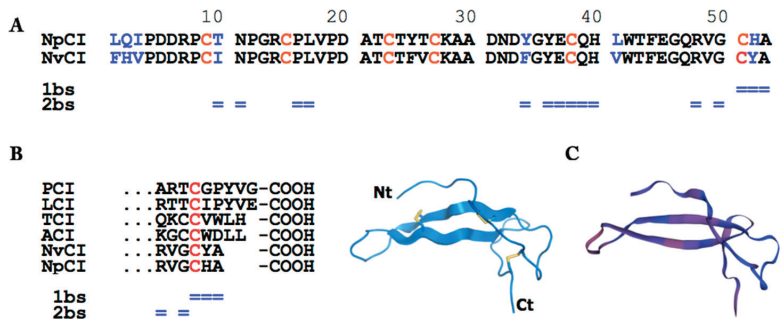 A
10 20 30 40 50
NpCI LQIPDDRPCT NPGRCPLVPD ATCTYTCKAA DNDYGYECQH LWTFEGQRVG CHA
NvCI FHVPDDRPCI NPGRCPLVPD ATCTFVCKAA DNDFGYECQH VWTFEGQRVG CYA
1bs ===
2bs = = == = ===== = =
B
PCI ...ARTCGPYVG-COOH
LCI ...RTTCIPYVE-COOH
TCI ...QKCCVWLH -COOH
ACI ...KGCCWDLL -COOH
NvCI ...RVGCYA -COOH
NpCI ...RVGCHA -COOH
1bs ===
2bs = =
Nt
Ct
C